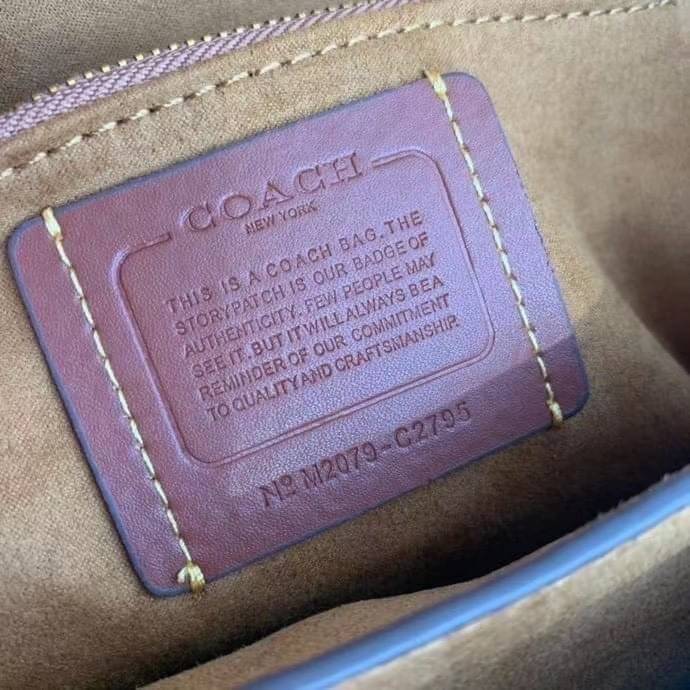 COACH
NEW YORK
THIS IS A COACH BAG. THE
STORYPATCH IS OUR BADGE OF
AUTHENTICITY. FEW PEOPLE MAY
SEE IT. BUT IT WILL ALWAYS BE A
REMINDER OF OUR COMMITMENT
TO QUALITY AND CRAFTSMANSHIP.
Nº M2079-C2795